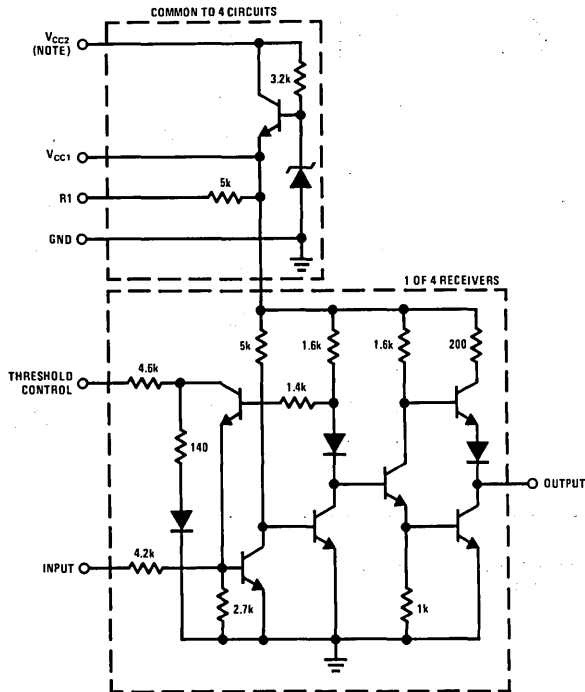 COMMON TO 4 CIRCUITS
VCC2
(NOTE)
3.2k
VCC1
R1
5k
GND
1 OF 4 RECEIVERS
5k
1.6k
1.6k
200
4.6k
THRESHOLD
CONTROL
1.4k
140
OUTPUT
4.2k
INPUT
2.7k
1k